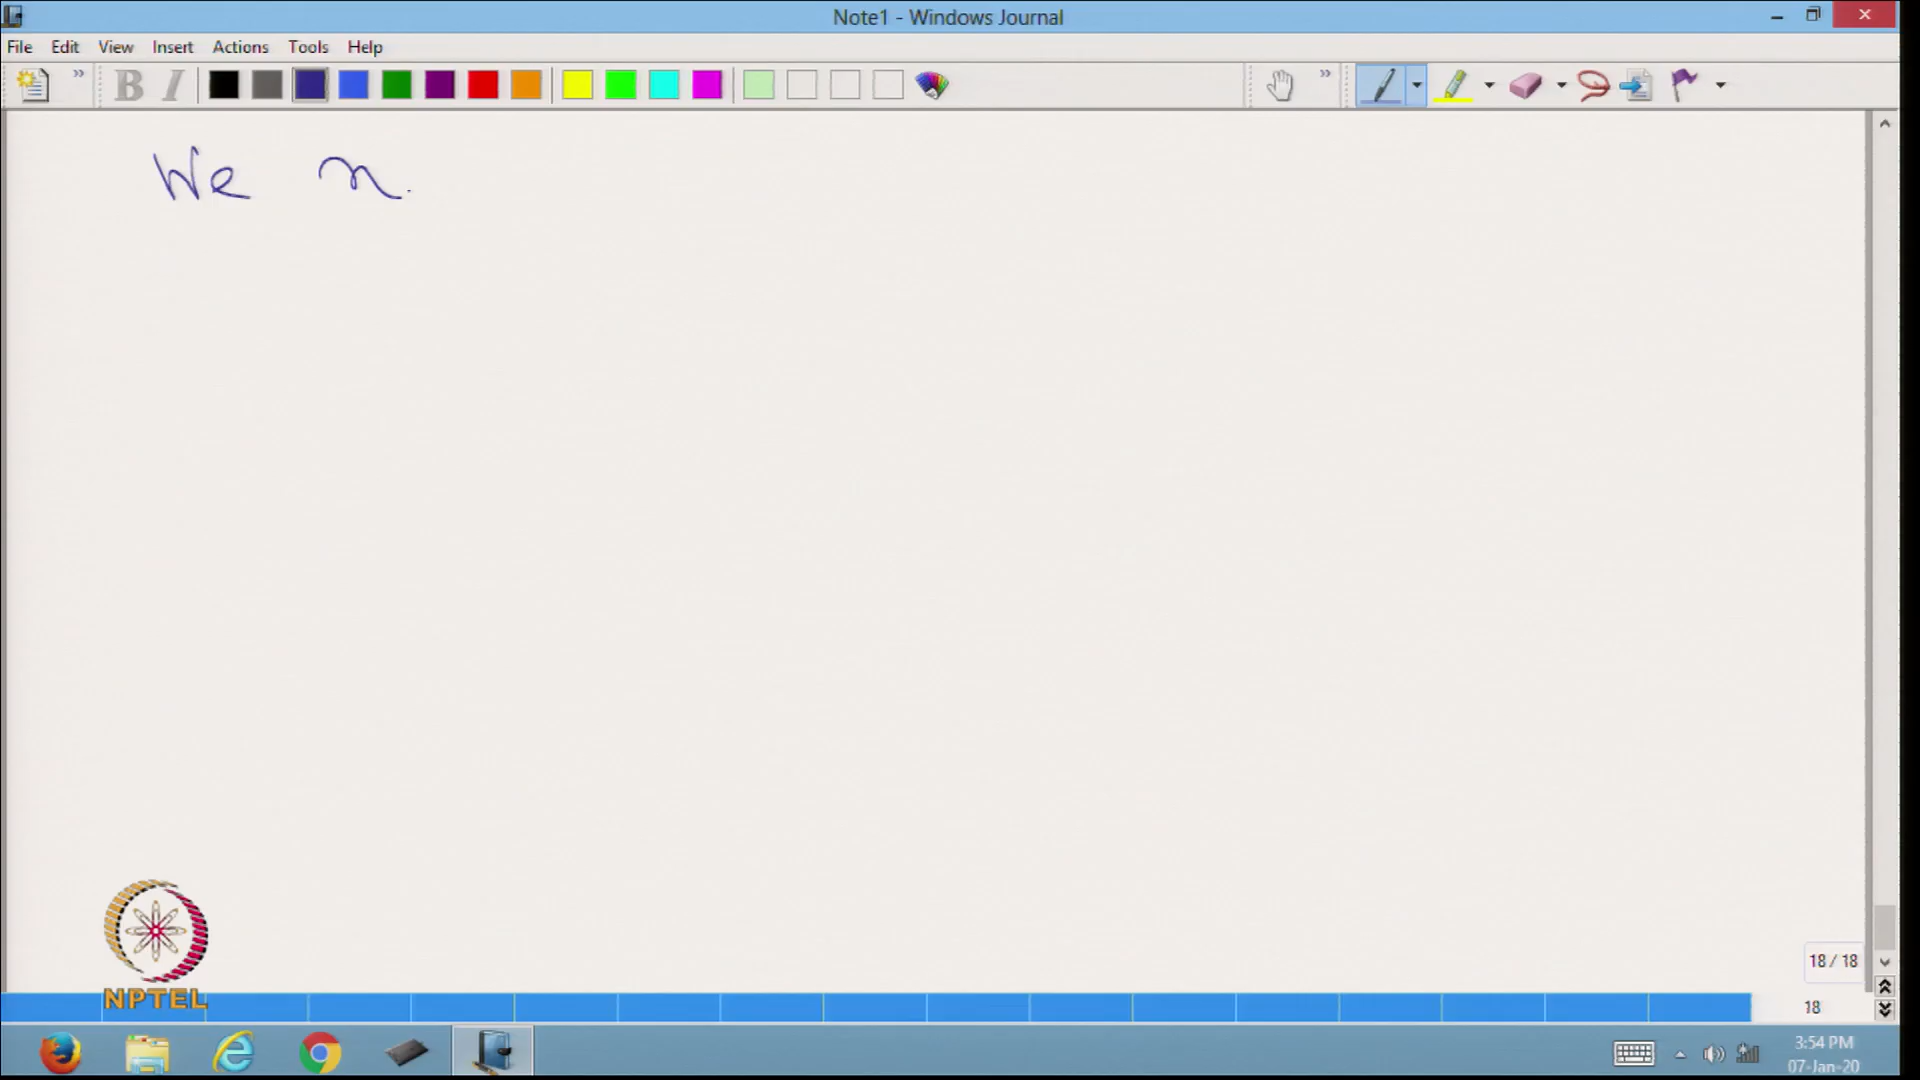 Note1 - Windows Journal
File Edit View Insert Actions Help
B I
We n
18 / 18
NPTEL
18
3:54 PM
07-Jan-20